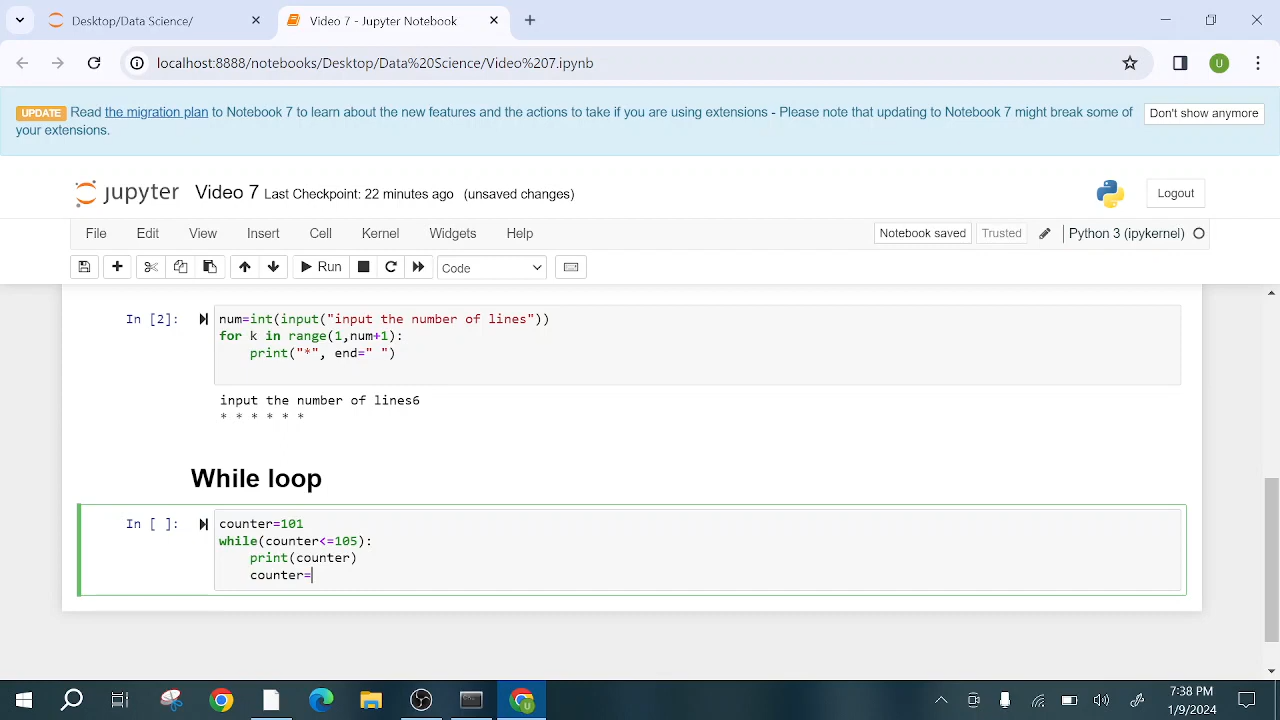 Desktop/Data Science/
Video 7 - Jupyter Notebook
localhost:8888/notebooks/Desktop/Data%20Science/Video%207.ipynb
U
UPDATE Read the migration plan to Notebook 7 to learn about the new features and the actions to take if you are using extensions - Please note that updating to Notebook 7 might break some of
your extensions.
Don't show anymore
jupyter Video 7 Last Checkpoint: 22 minutes ago (unsaved changes)
Logout
File Edit View Insert Cell Kernel Widgets Help
Notebook saved Trusted Python 3 (ipykernel)
Run Code
In [2]: num=int(input("input the number of lines"))
for k in range(1,num+1):
    print("*", end=" ")
input the number of lines6
* * * * * *
While loop
In [ ]: counter=101
while(counter<=105):
    print(counter)
    counter=
U
7:38 PM
1/9/2024